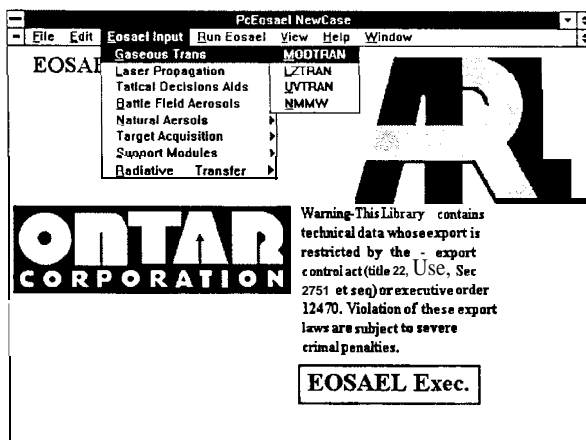 PcEosael NewCase
File Edit Eosael Input Run Eosael View Help Window
EOSAE
Gaseous Trans
Laser Propagation
Tatical Decisions Aids
Battle Field Aerosols
Natural Aersols
Target Acquisition
Support Modules
Radiative Transfer
MODTRAN
LZTRAN
UVTRAN
NMMW
ARL
ONTAR
CORPORATION
Warning-This Library contains
technical data whose export is
restricted by the - export
control act (title 22, Use, Sec
2751 et seq) or executive order
12470. Violation of these export
laws are subject to severe
crimal penalties.
EOSAEL Exec.